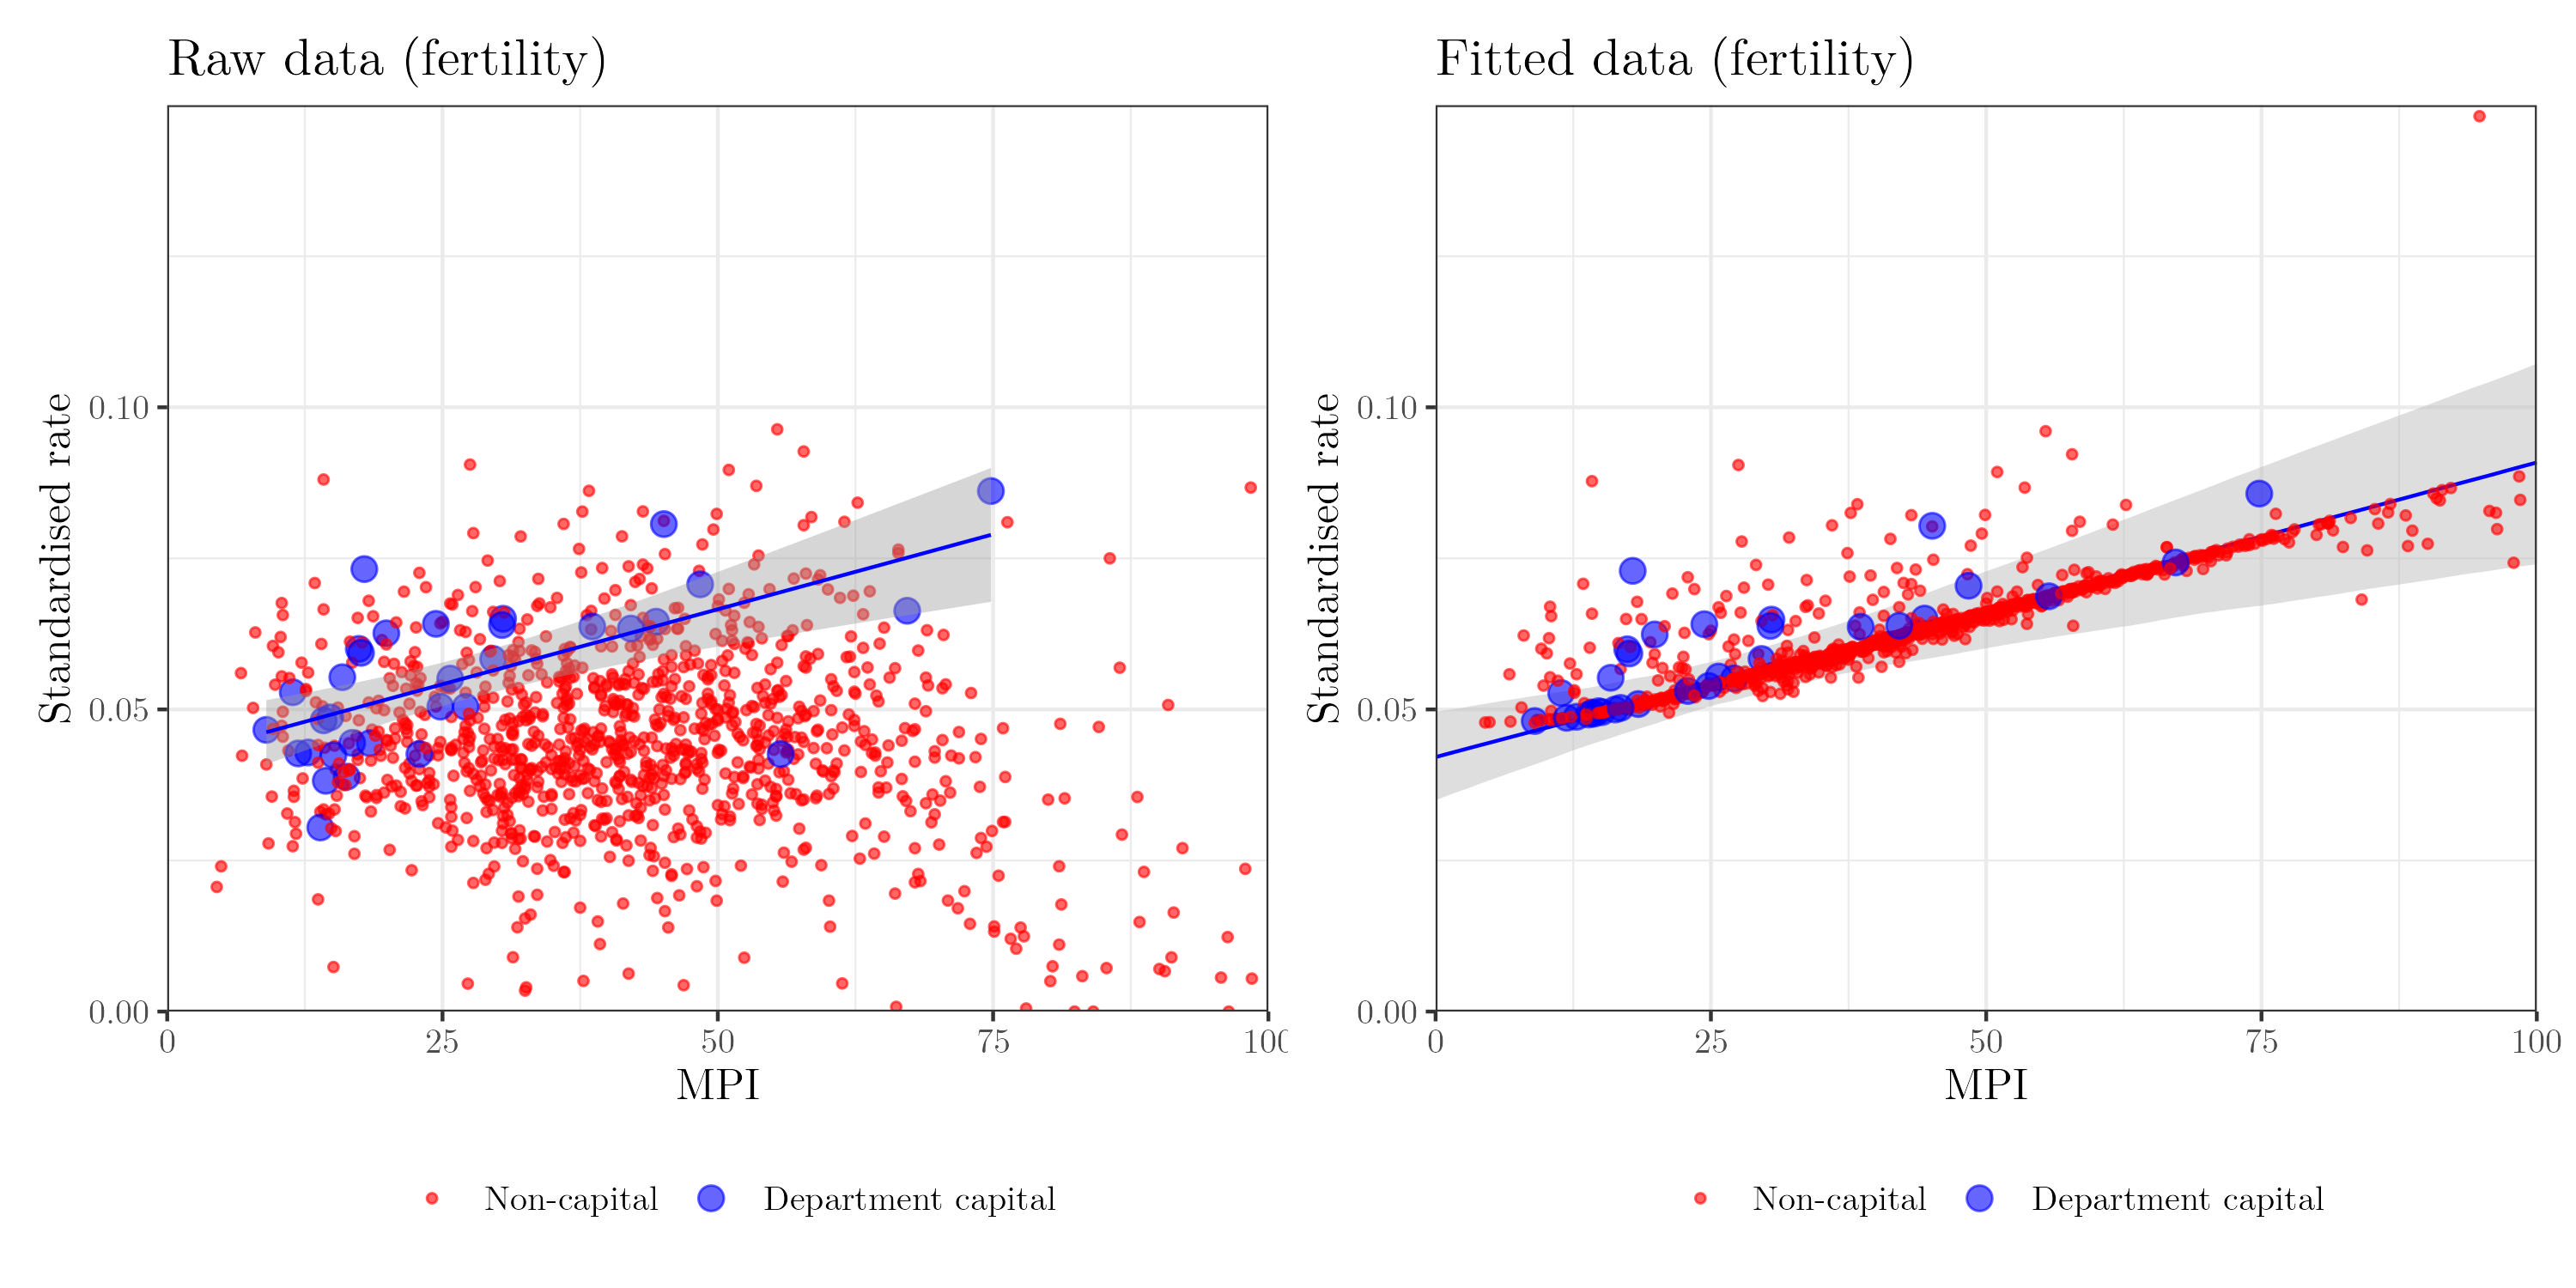 Raw data (fertility)
Standardised rate
0.10
0.05
0.00
0 25 50 75 100
MPI
Non-capital Department capital
Fitted data (fertility)
Standardised rate
0.10
0.05
0.00
0 25 50 75 100
MPI
Non-capital Department capital